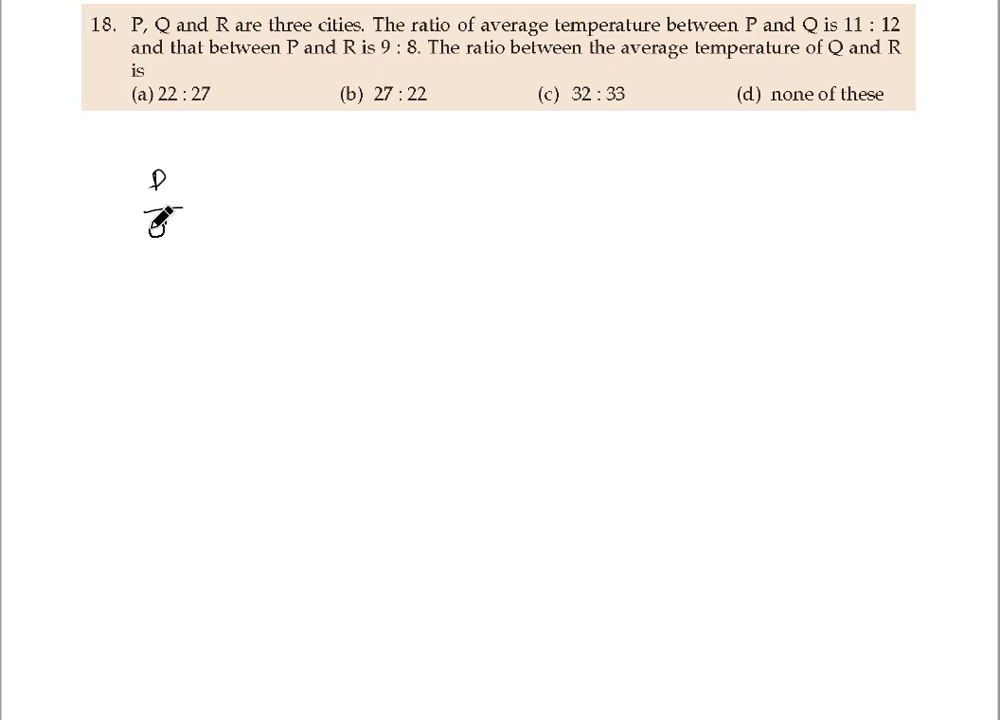 18. P, Q and R are three cities. The ratio of average temperature between P and Q is 11 : 12
and that between P and R is 9 : 8. The ratio between the average temperature of Q and R
is
(a) 22 : 27 (b) 27 : 22 (c) 32 : 33 (d) none of these
P